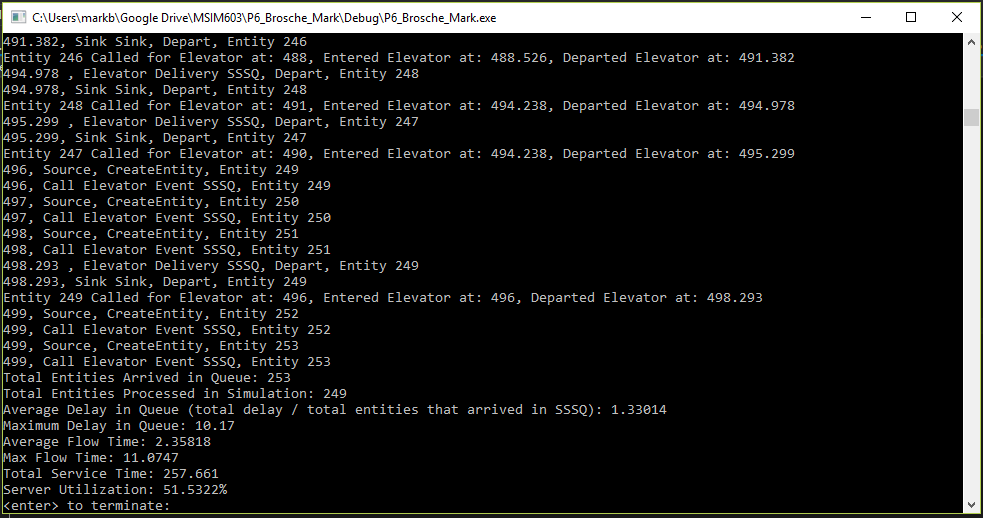 C:\Users\markb\Google Drive\MSIM603\P6_Brosche_Mark\Debug\P6_Brosche_Mark.exe
491.382, Sink Sink, Depart, Entity 246
Entity 246 Called for Elevator at: 488, Entered Elevator at: 488.526, Departed Elevator at: 491.382
494.978 , Elevator Delivery SSSQ, Depart, Entity 248
494.978, Sink Sink, Depart, Entity 248
Entity 248 Called for Elevator at: 491, Entered Elevator at: 494.238, Departed Elevator at: 494.978
495.299 , Elevator Delivery SSSQ, Depart, Entity 247
495.299, Sink Sink, Depart, Entity 247
Entity 247 Called for Elevator at: 490, Entered Elevator at: 494.238, Departed Elevator at: 495.299
496, Source, CreateEntity, Entity 249
496, Call Elevator Event SSSQ, Entity 249
497, Source, CreateEntity, Entity 250
497, Call Elevator Event SSSQ, Entity 250
498, Source, CreateEntity, Entity 251
498, Call Elevator Event SSSQ, Entity 251
498.293 , Elevator Delivery SSSQ, Depart, Entity 249
498.293, Sink Sink, Depart, Entity 249
Entity 249 Called for Elevator at: 496, Entered Elevator at: 496, Departed Elevator at: 498.293
499, Source, CreateEntity, Entity 252
499, Call Elevator Event SSSQ, Entity 252
499, Source, CreateEntity, Entity 253
499, Call Elevator Event SSSQ, Entity 253
Total Entities Arrived in Queue: 253
Total Entities Processed in Simulation: 249
Average Delay in Queue (total delay / total entities that arrived in SSSQ): 1.33014
Maximum Delay in Queue: 10.17
Average Flow Time: 2.35818
Max Flow Time: 11.0747
Total Service Time: 257.661
Server Utilization: 51.5322%
<enter> to terminate: